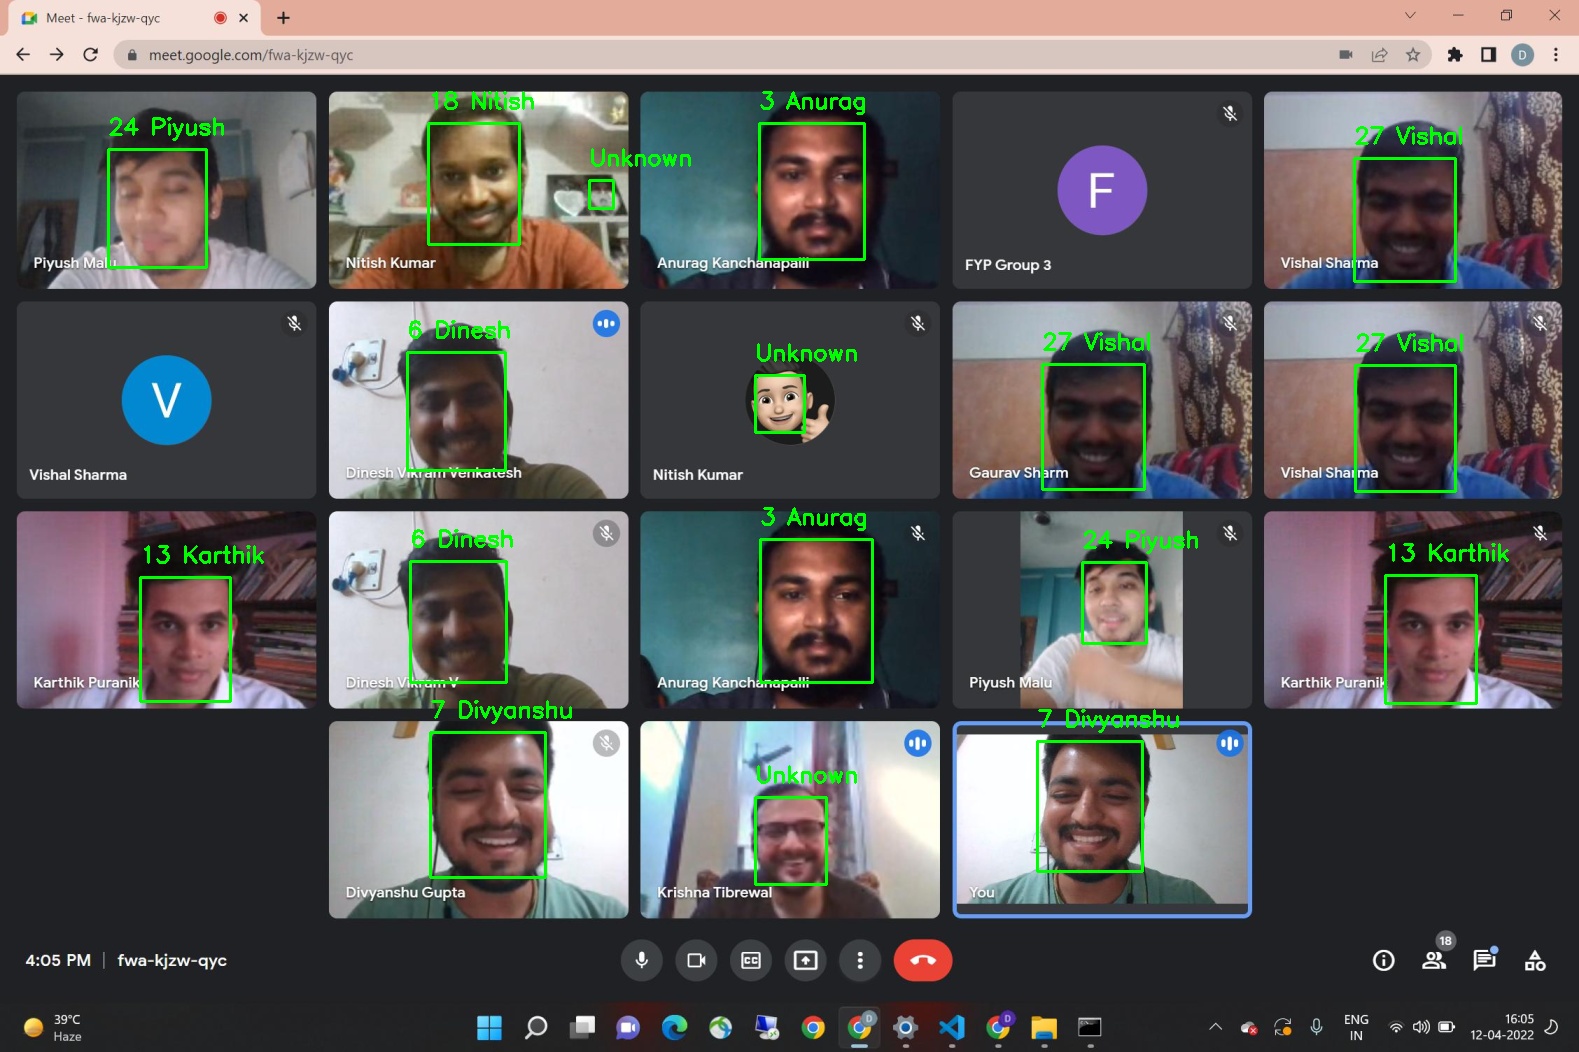 Meet - fwa-kjzw-qyc
meet.google.com/fwa-kjzw-qyc
D
24 Piyush
Piyush Malu
18 Nitish
Unknown
Nitish Kumar
3 Anurag
Anurag Kanchanapalli
F
FYP Group 3
27 Vishal
Vishal Sharma
V
Vishal Sharma
6 Dinesh
Dinesh Vikram Venkatesh
Unknown
Nitish Kumar
27 Vishal
Gaurav Sharm
27 Vishal
Vishal Sharma
13 Karthik
Karthik Puranik
6 Dinesh
Dinesh Vikram V
3 Anurag
Anurag Kanchanapalli
24 Piyush
Piyush Malu
13 Karthik
Karthik Puranik
7 Divyanshu
Divyanshu Gupta
Unknown
Krishna Tibrewal
7 Divyanshu
You
4:05 PM | fwa-kjzw-qyc
CC
18
39°C
Haze
D
D
ENG
IN
16:05
12-04-2022